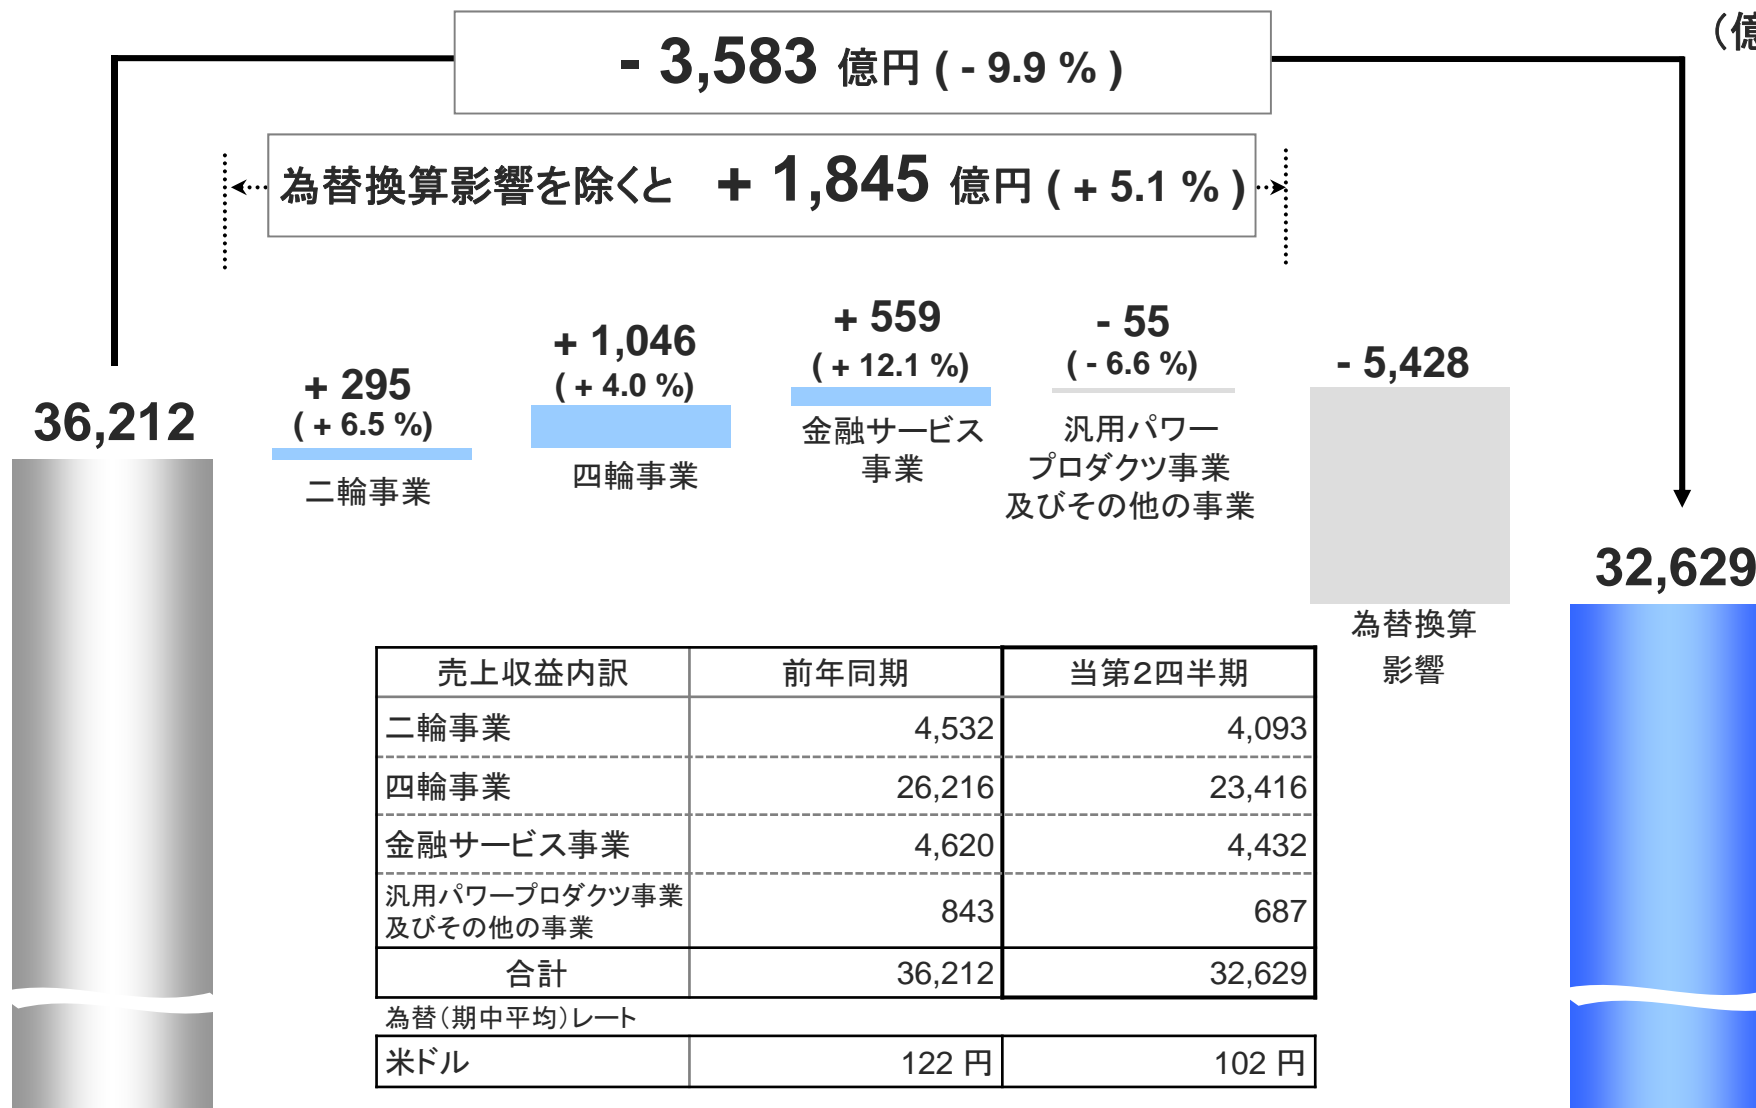 (億
- 3,583 億円 ( - 9.9 % )
為替換算影響を除くと + 1,845 億円 ( + 5.1 % )
36,212
+ 295
( + 6.5 %)
二輪事業
+ 1,046
( + 4.0 %)
四輪事業
+ 559
( + 12.1 %)
金融サービス
事業
- 55
( - 6.6 %)
汎用パワー
プロダクツ事業
及びその他の事業
- 5,428
為替換算
影響
32,629
売上収益内訳 前年同期 当第2四半期
二輪事業 4,532 4,093
四輪事業 26,216 23,416
金融サービス事業 4,620 4,432
汎用パワープロダクツ事業
及びその他の事業 843 687
合計 36,212 32,629
為替(期中平均)レート
米ドル 122 円 102 円